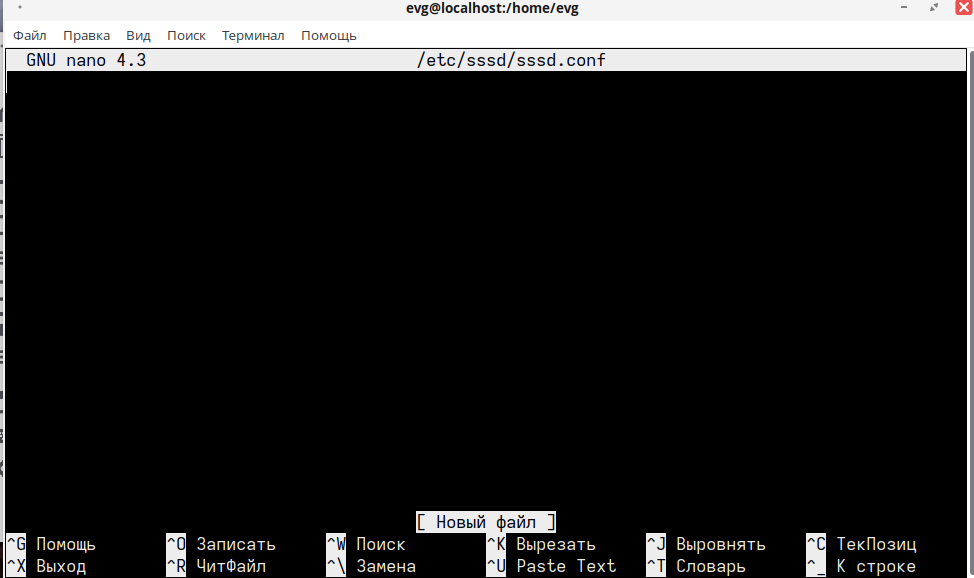 evg@localhost:/home/evg
Файл Правка Вид Поиск Терминал Помощь
GNU nano 4.3 /etc/sssd/sssd.conf
[ Новый файл ]
^G Помощь ^O Записать ^W Поиск ^K Вырезать ^J Выровнять ^C ТекПозиц
^X Выход ^R ЧитФайл ^\ Замена ^U Paste Text ^T Словарь ^_ К строке